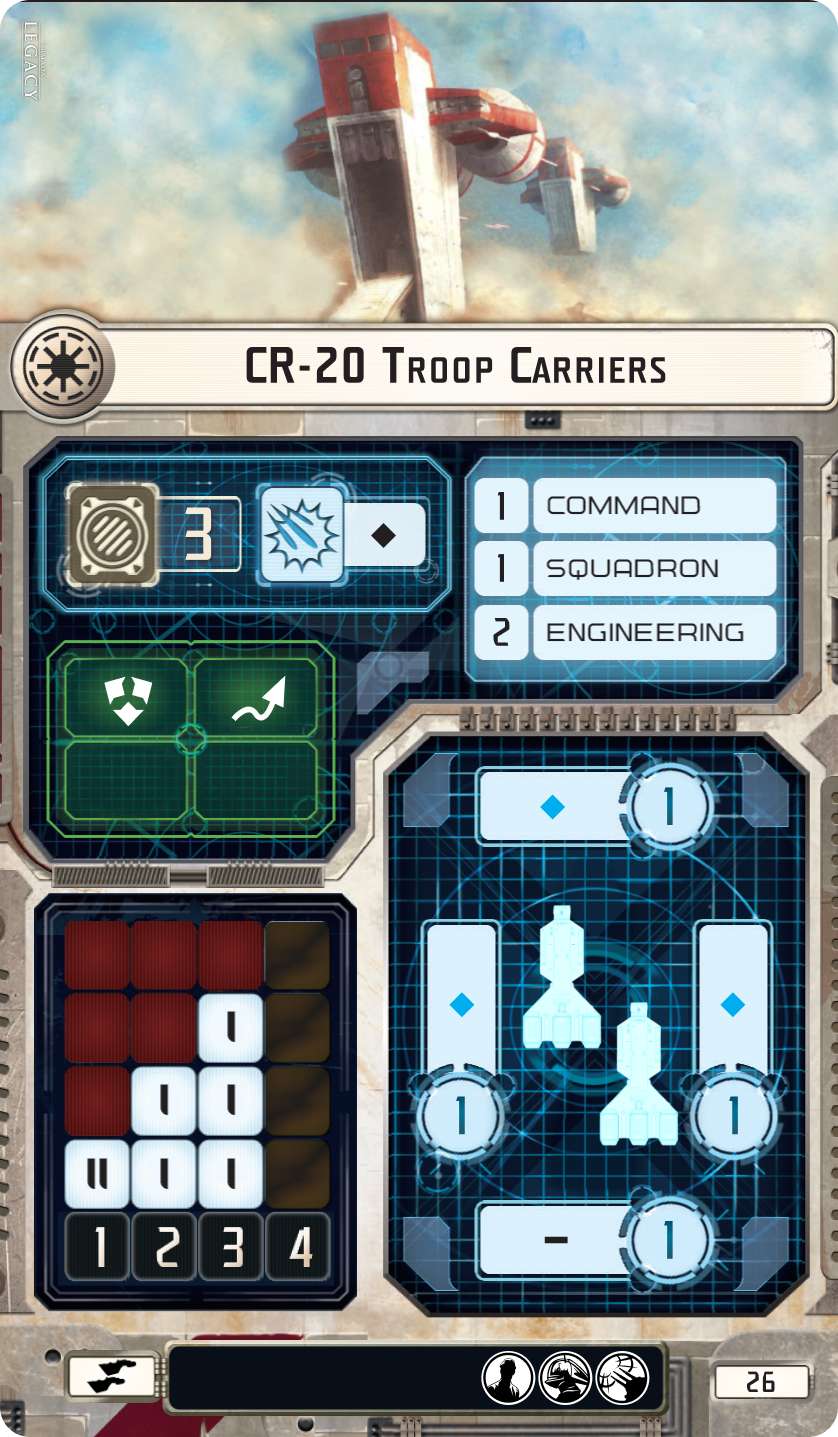 LEGACY
CR-20 TROOP CARRIERS
3
1 COMMAND
1 SQUADRON
2 ENGINEERING
1
1 1
- 1
I
I I
II I I
1 2 3 4
26